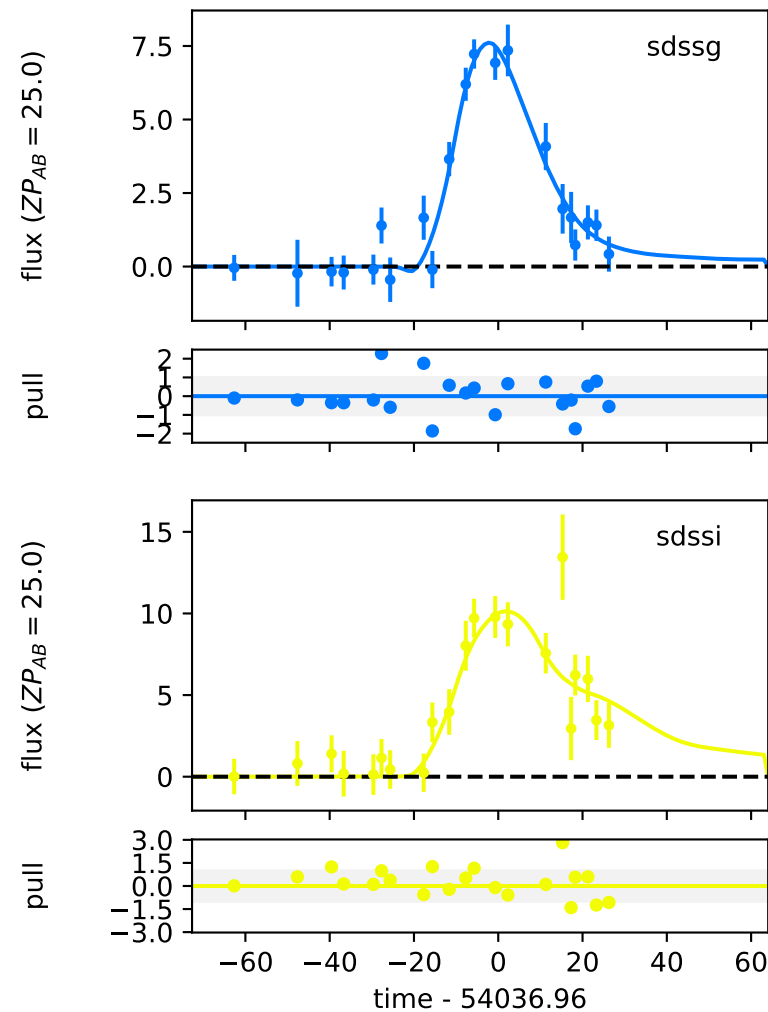 sdssg
flux (ZP_AB = 25.0)
7.5
5.0
2.5
0.0
pull
2
1
0
−1
−2
sdssi
flux (ZP_AB = 25.0)
15
10
5
0
pull
3.0
1.5
0.0
−1.5
−3.0
−60 −40 −20 0 20 40 60
time - 54036.96